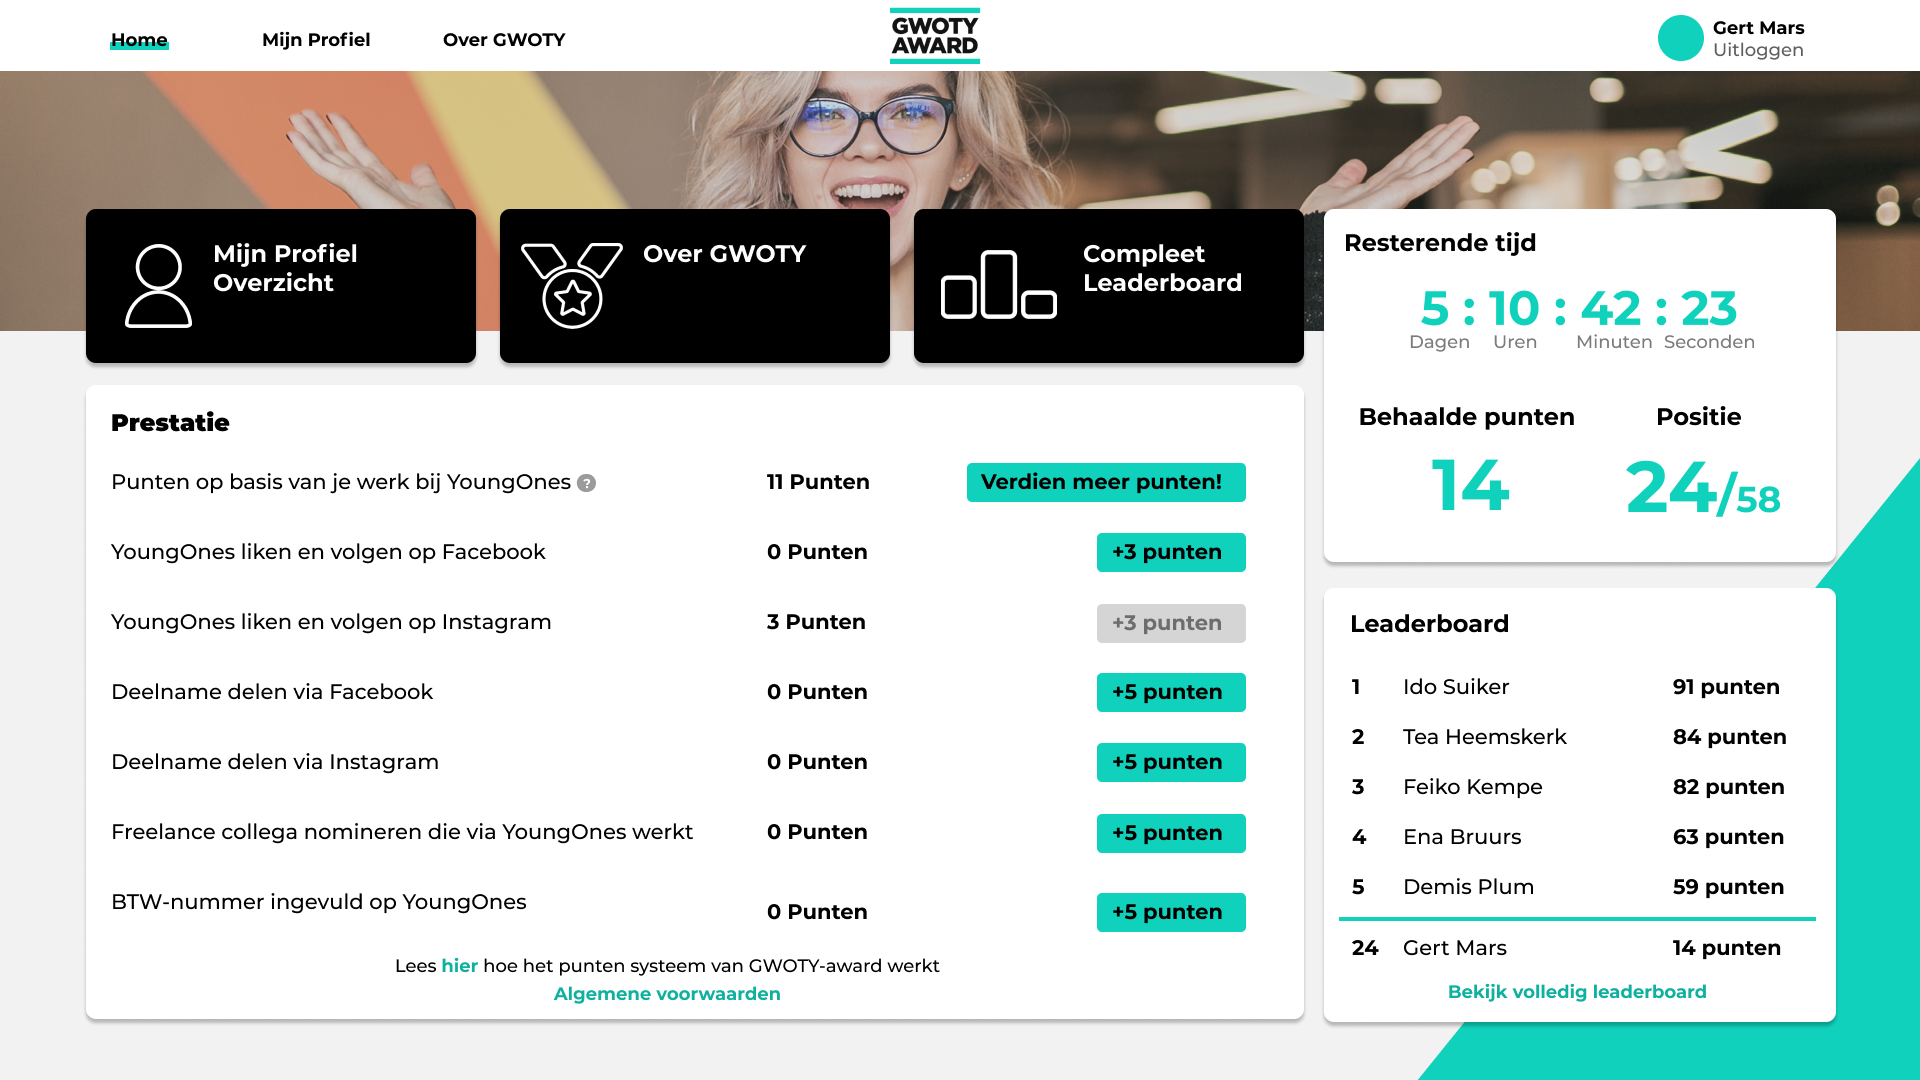 Home
Mijn Profiel
Over GWOTY
GWOTY
AWARD
Gert Mars
Uitloggen
Mijn Profiel
Overzicht
Over GWOTY
Compleet
Leaderboard
Resterende tijd
5 : 10 : 42 : 23
Dagen Uren Minuten Seconden
Behaalde punten Positie
14 24/58
Prestatie
Punten op basis van je werk bij YoungOnes ? 11 Punten Verdien meer punten!
YoungOnes liken en volgen op Facebook 0 Punten +3 punten
YoungOnes liken en volgen op Instagram 3 Punten +3 punten
Deelname delen via Facebook 0 Punten +5 punten
Deelname delen via Instagram 0 Punten +5 punten
Freelance collega nomineren die via YoungOnes werkt 0 Punten +5 punten
BTW-nummer ingevuld op YoungOnes 0 Punten +5 punten
Lees hier hoe het punten systeem van GWOTY-award werkt
Algemene voorwaarden
Leaderboard
1 Ido Suiker 91 punten
2 Tea Heemskerk 84 punten
3 Feiko Kempe 82 punten
4 Ena Bruurs 63 punten
5 Demis Plum 59 punten
24 Gert Mars 14 punten
Bekijk volledig leaderboard